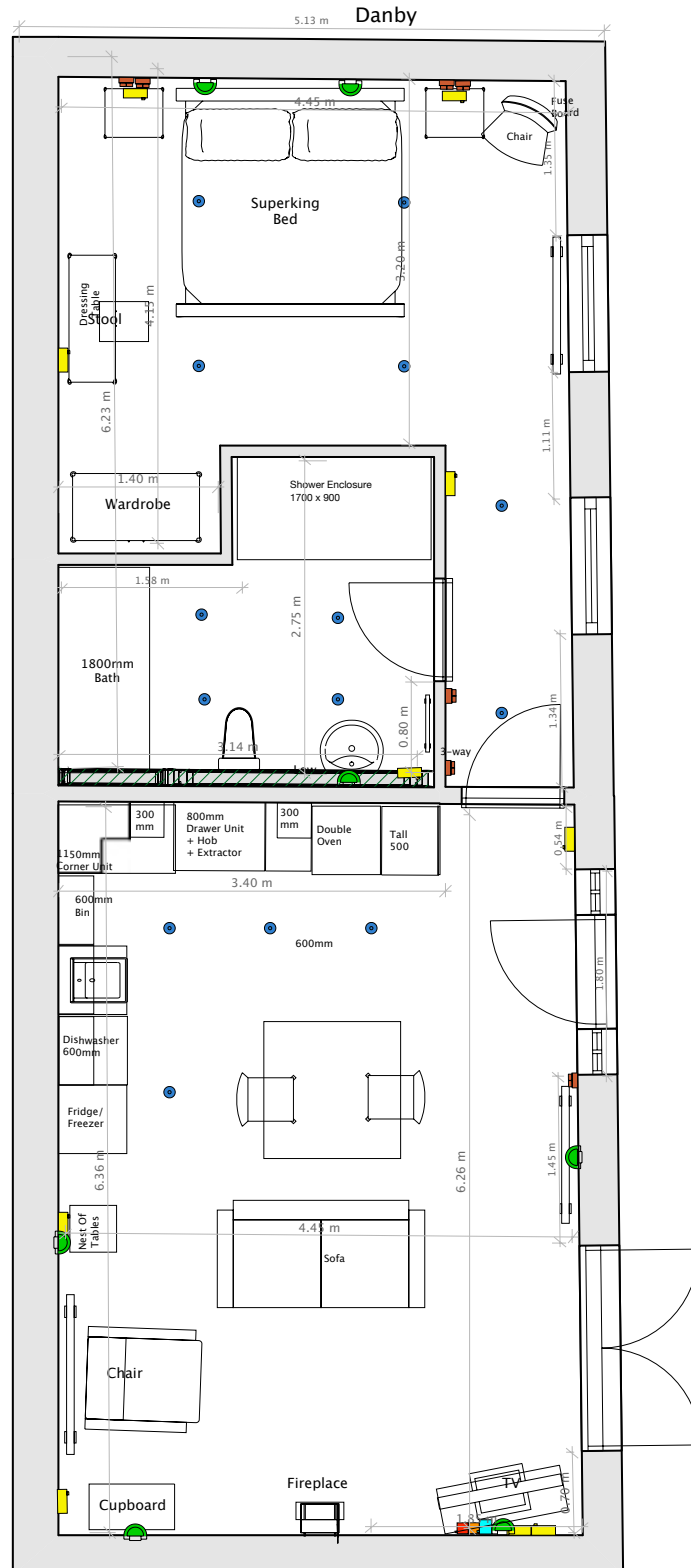 Danby
5.13 m
4.45 m
Fuse
Board
Chair
1.35 m
Superking
Bed
3.20 m
Dressing
Table
Stool
4.15 m
6.23 m
1.11 m
1.40 m
Wardrobe
Shower Enclosure
1700 x 900
1.58 m
2.75 m
1800mm
Bath
1.34 m
0.80 m
3.14 m
3-way
300
mm
800mm
Drawer Unit
+ Hob
+ Extractor
300
mm
Double
Oven
Tall
500
0.54 m
1150mm
Corner Unit
3.40 m
600mm
Bin
600mm
1.80 m
Dishwasher
600mm
Fridge/
Freezer
6.36 m
6.26 m
1.45 m
Nest Of
Tables
4.45 m
Sofa
Chair
Fireplace
TV
0.70 m
Cupboard